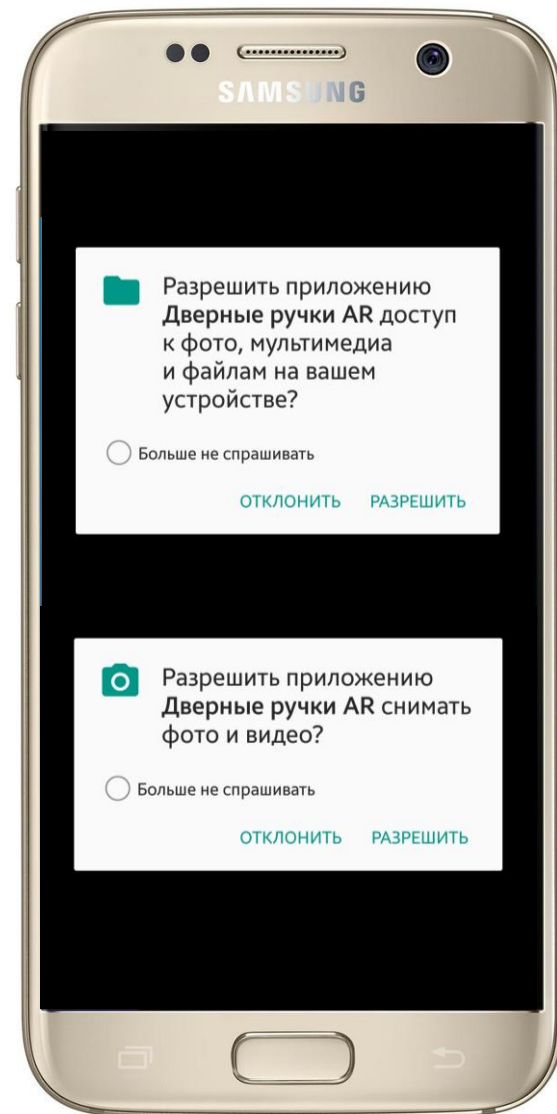 SAMSUNG
Разрешить приложению
Дверные ручки AR доступ
к фото, мультимедиа
и файлам на вашем
устройстве?
Больше не спрашивать
ОТКЛОНИТЬ РАЗРЕШИТЬ
Разрешить приложению
Дверные ручки AR снимать
фото и видео?
Больше не спрашивать
ОТКЛОНИТЬ РАЗРЕШИТЬ